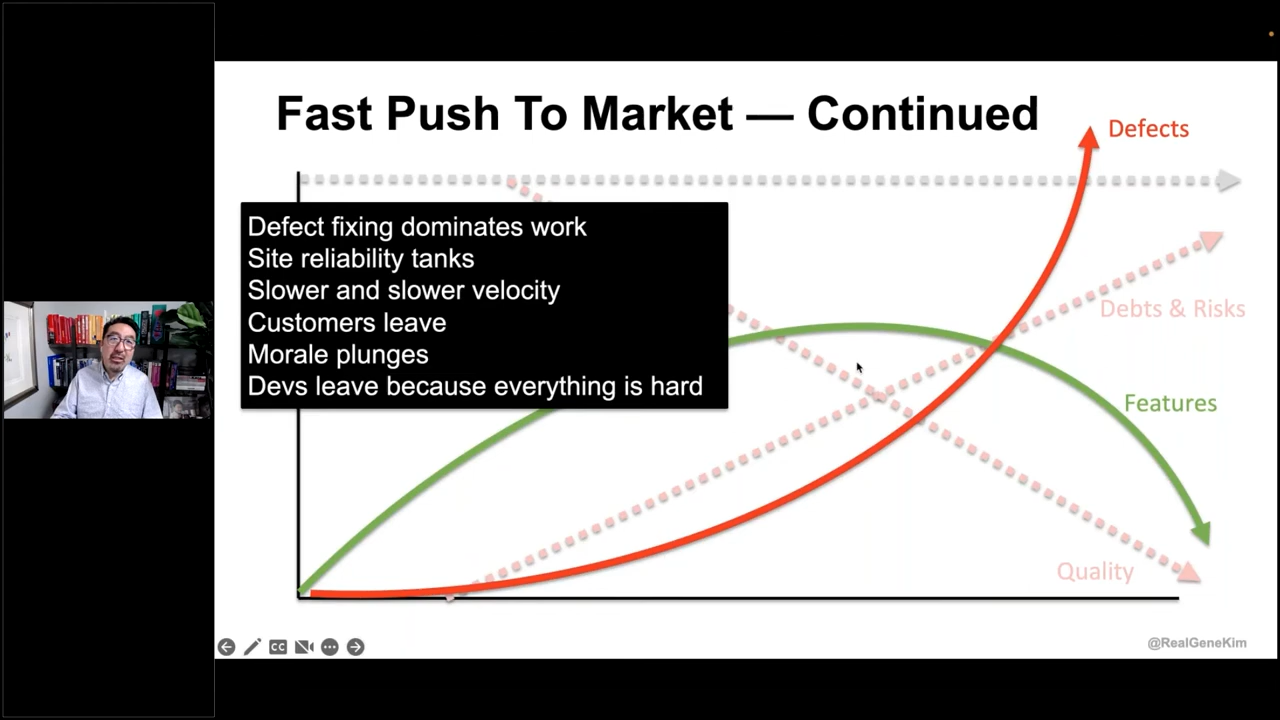 Fast Push To Market — Continued
Defects
Defect fixing dominates work
Site reliability tanks
Slower and slower velocity
Customers leave
Morale plunges
Devs leave because everything is hard
Debts & Risks
Features
Quality
CC
@RealGeneKim